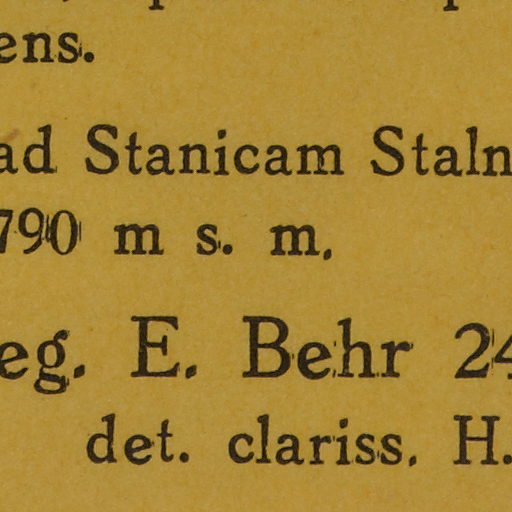 ens.
ad Stanicam Staln
790 m s. m.
eg. E. Behr 24
det. clariss. H.